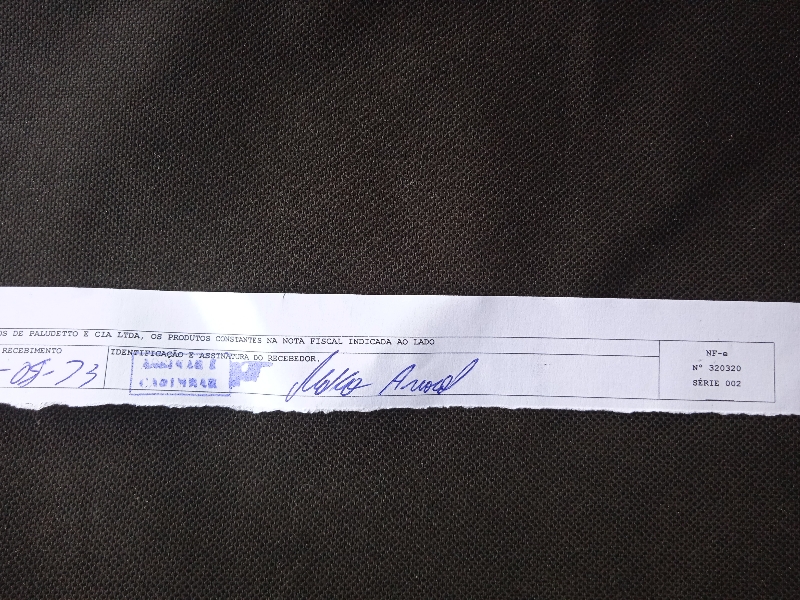 OS DE PALUDETTO E CIA LTDA, OS PRODUTOS CONSTANTES NA NOTA FISCAL INDICADA AO LADO
RECEBIMENTO
IDENTIFICAÇÃO E ASSINATURA DO RECEBEDOR.
NF-e
Nº 320320
SÉRIE 002